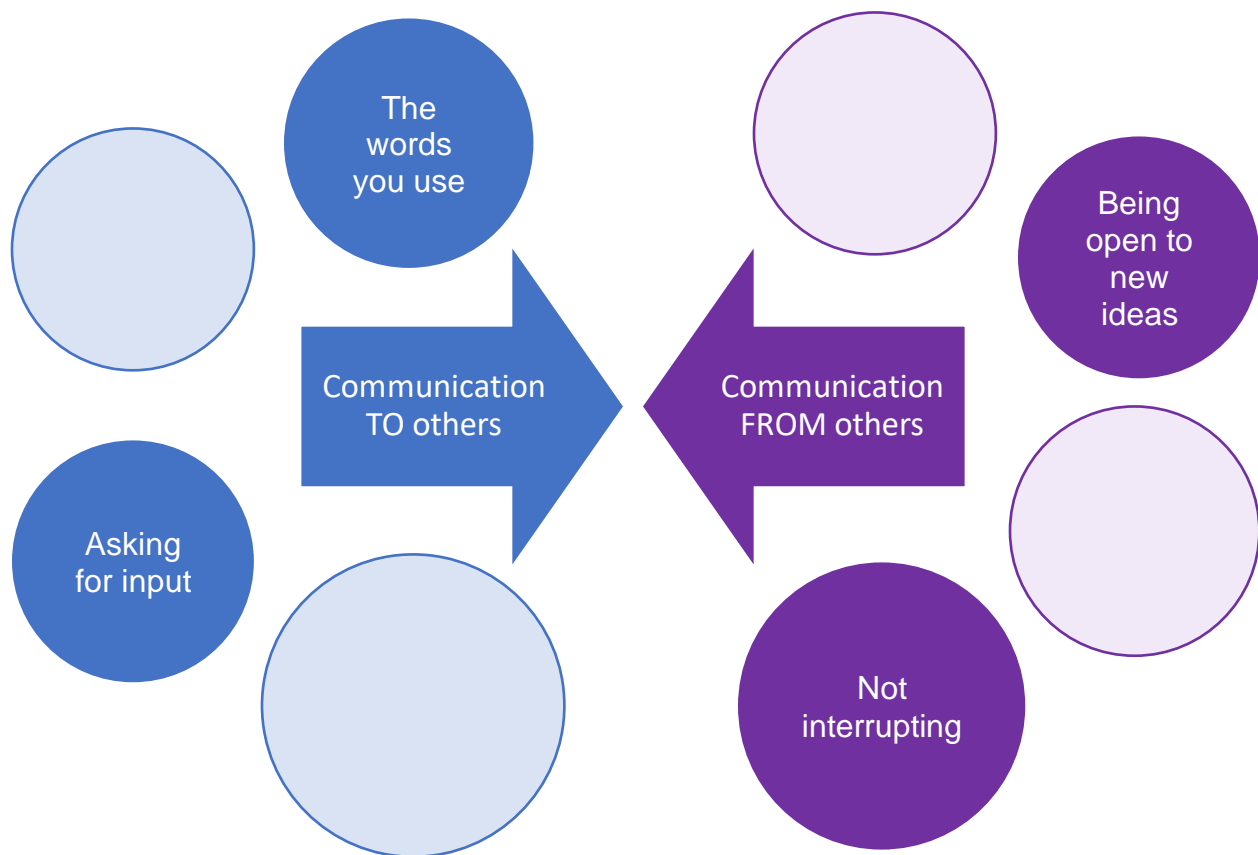 The
words
you use
Being
open to
new
ideas
Communication
TO others
Communication
FROM others
Asking
for input
Not
interrupting